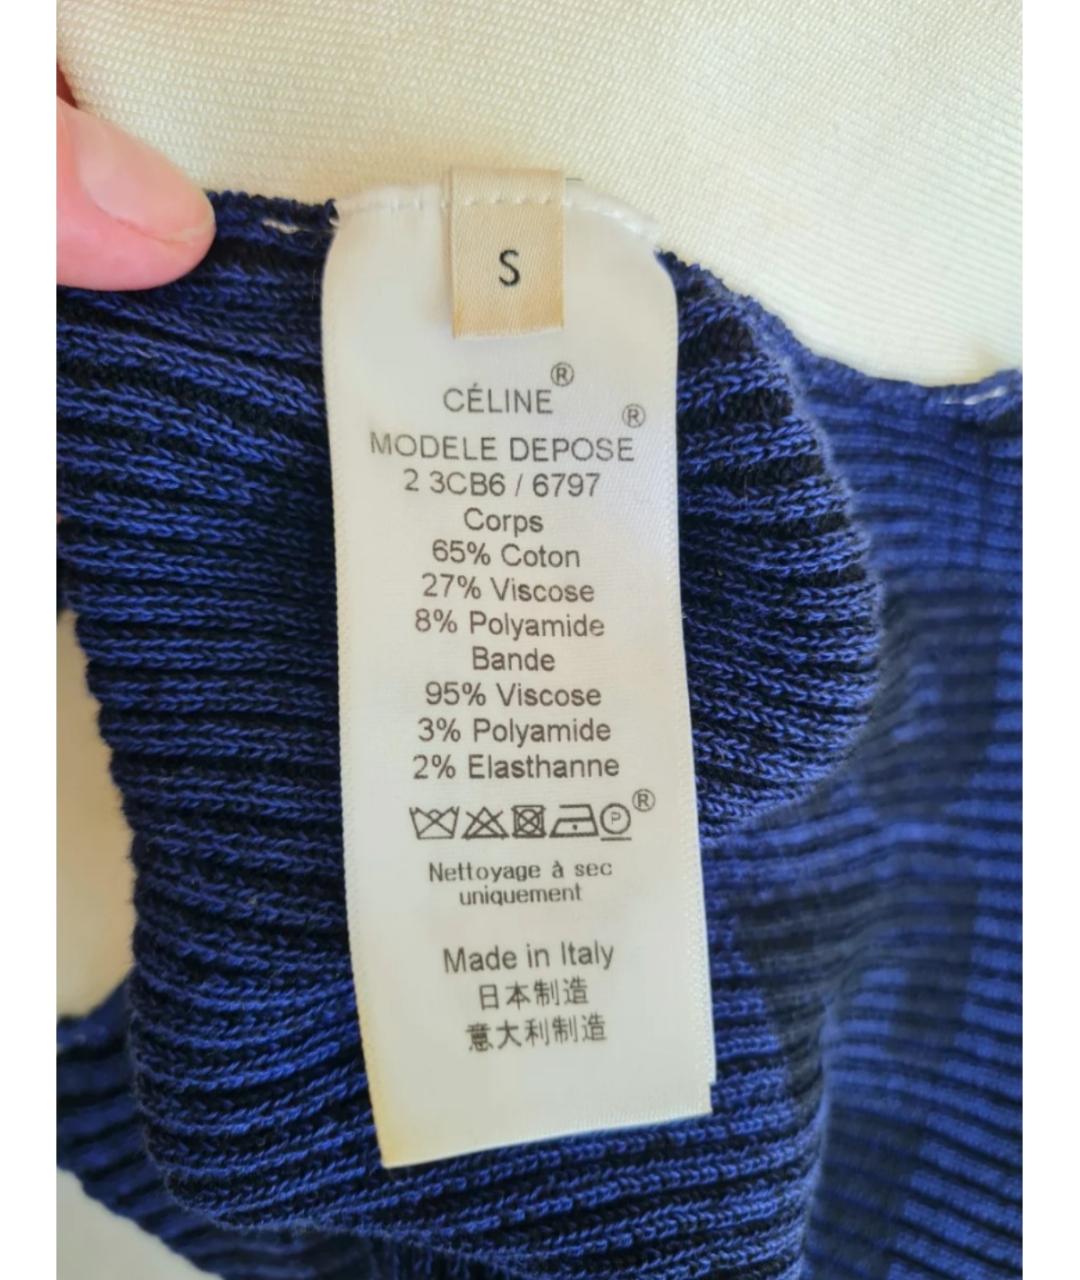 S
CÉLINE®
MODELE DEPOSE®
2 3CB6 / 6797
Corps
65% Coton
27% Viscose
8% Polyamide
Bande
95% Viscose
3% Polyamide
2% Elasthanne
P ®
Nettoyage à sec
uniquement
Made in Italy
日本制造
意大利制造